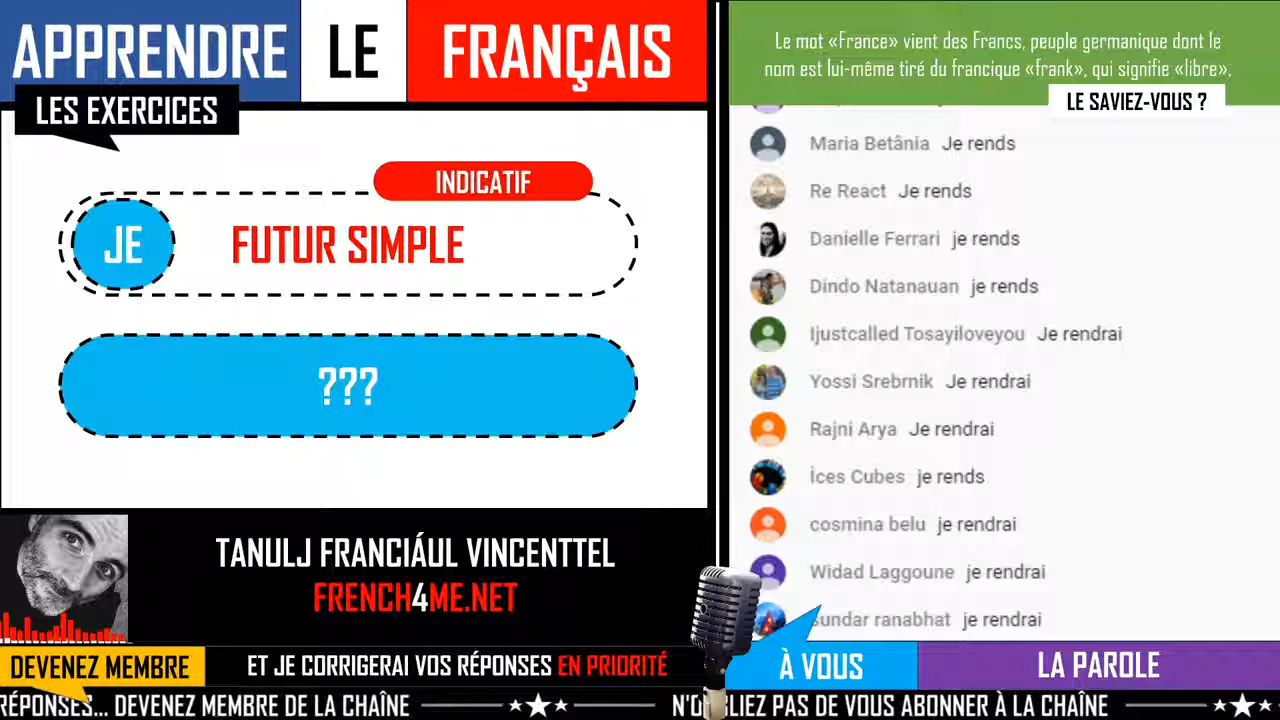 APPRENDRE LE FRANÇAIS
LES EXERCICES
INDICATIF
JE FUTUR SIMPLE
???
TANULJ FRANCIÁUL VINCENTTEL
FRENCH4ME.NET
DEVENEZ MEMBRE
ET JE CORRIGERAI VOS RÉPONSES EN PRIORITÉ
Le mot «France» vient des Francs, peuple germanique dont le
nom est lui-même tiré du francique «frank», qui signifie «libre».
LE SAVIEZ-VOUS ?
Maria Betânia Je rends
Re React Je rends
Danielle Ferrari je rends
Dindo Natanauan je rends
Ijustcalled Tosayiloveyou Je rendrai
Yossi Srebrnik Je rendrai
Rajni Arya Je rendrai
İces Cubes je rends
cosmina belu je rendrai
Widad Laggoune je rendrai
sundar ranabhat je rendrai
À VOUS LA PAROLE
RÉPONSES... DEVENEZ MEMBRE DE LA CHAÎNE PAS DE VOUS ABONNER À LA CHAÎNE